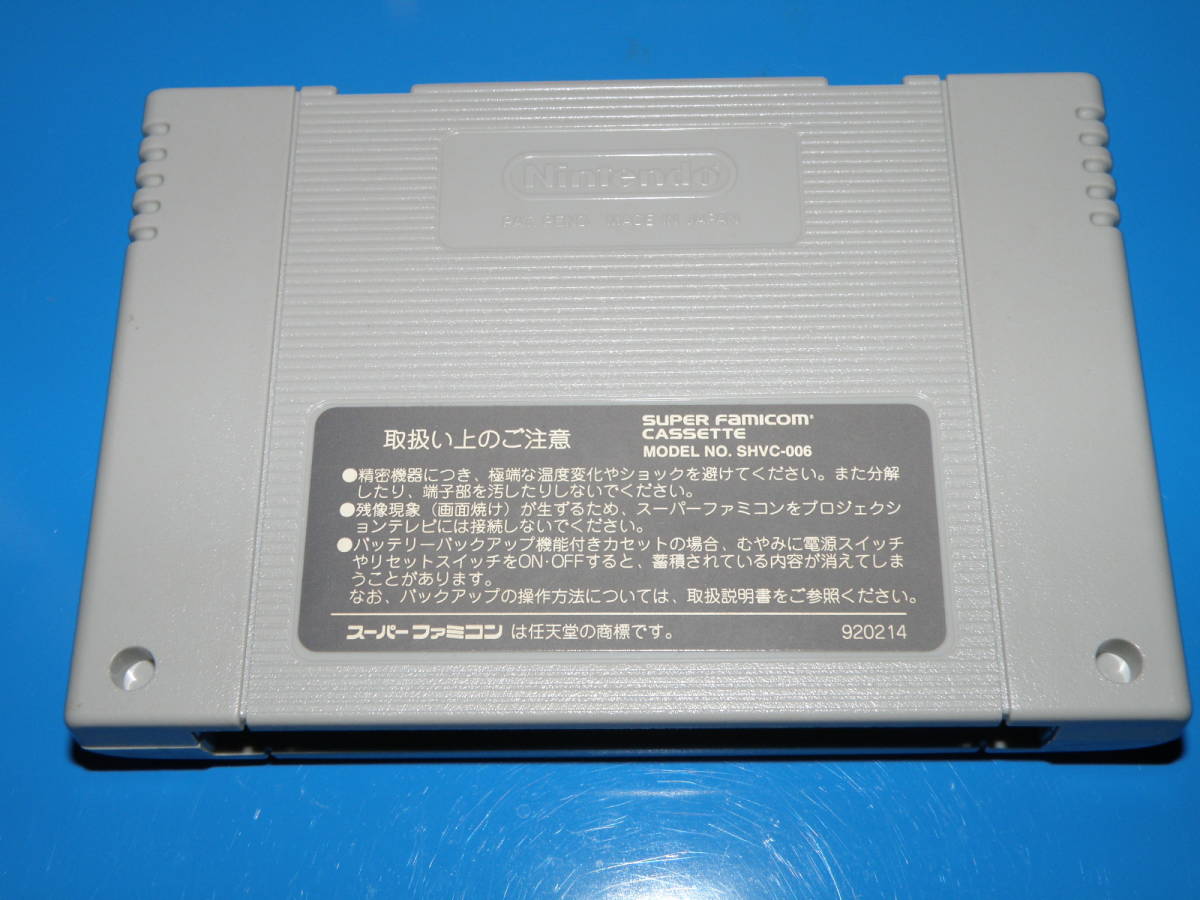 Nintendo
PAT. PEND. MADE IN JAPAN
取扱い上のご注意
SUPER FAMICOM
CASSETTE
MODEL NO. SHVC-006
●精密機器につき、極端な温度変化やショックを避けてください。また分解
したり、端子部を汚したりしないでください。
●残像現象（画面焼け）が生ずるため、スーパーファミコンをプロジェクシ
ョンテレビには接続しないでください。
●バッテリーバックアップ機能付きカセットの場合、むやみに電源スイッチ
やリセットスイッチをON・OFFすると、蓄積されている内容が消えてしま
うことがあります。
なお、バックアップの操作方法については、取扱説明書をご参照ください。
スーパーファミコン は任天堂の商標です。
920214